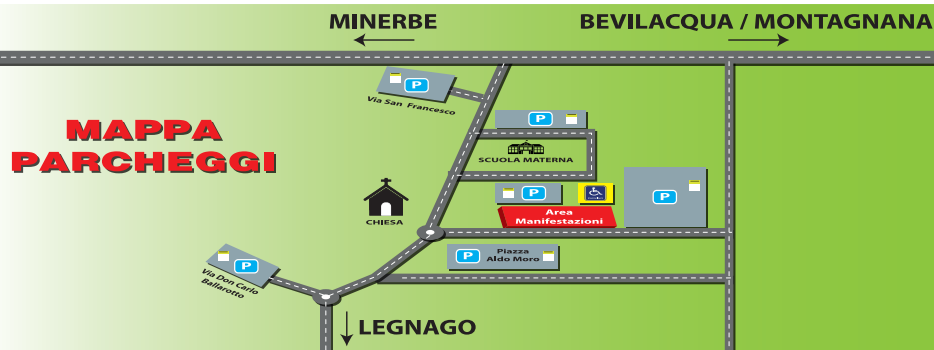 MINERBE
BEVILACQUA / MONTAGNANA
P
Via San Francesco
MAPPA
PARCHEGGI
P
SCUOLA MATERNA
P
P
CHIESA
Area
Manifestazioni
Piazza
Aldo Moro
P
P
Via Don Carlo
Ballarotto
LEGNAGO